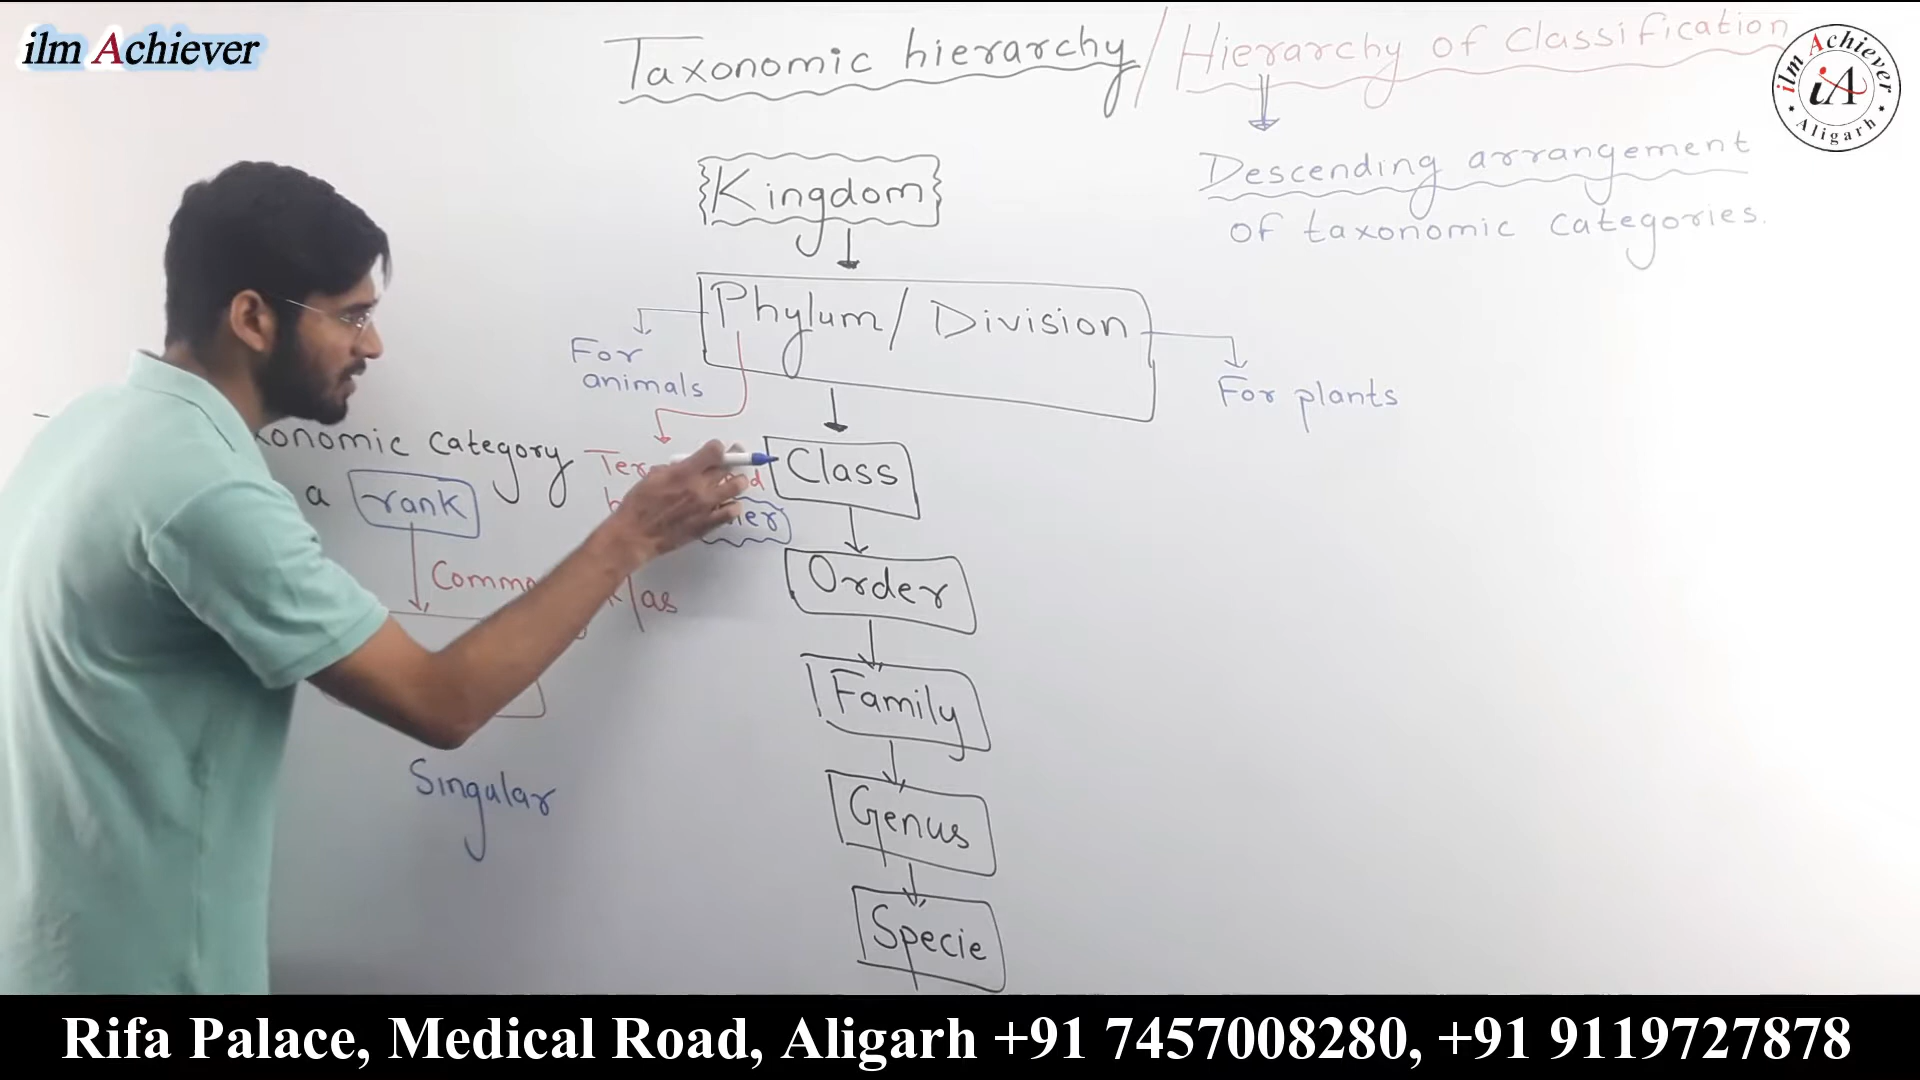 ilm Achiever
Taxonomic hierarchy / Hierarchy of Classification
ilm Achiever
iA
Aligarh
Descending arrangement
of taxonomic categories.
Kingdom
Phylum / Division
For
animals
For plants
Class
Order
Family
Genus
Specie
category
a rank
as
Singular
Rifa Palace, Medical Road, Aligarh +91 7457008280, +91 9119727878